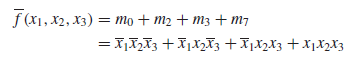 f̅(x₁, x₂, x₃) = m₀ + m₂ + m₃ + m₇
= x̅₁x̅₂x̅₃ + x̅₁x₂x̅₃ + x̅₁x₂x₃ + x₁x₂x₃